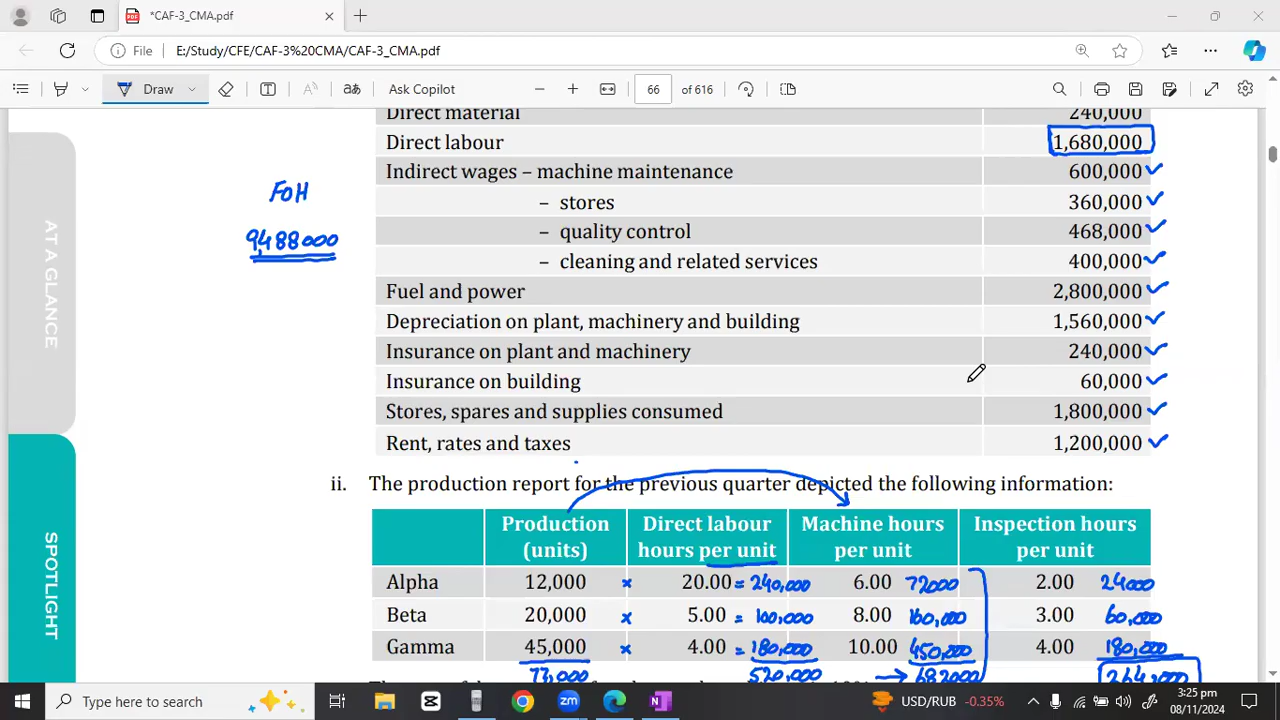 *CAF-3_CMA.pdf
File E:/Study/CFE/CAF-3%20CMA/CAF-3_CMA.pdf
Draw Ask Copilot 66 of 616
Direct material 240,000
Direct labour 1,680,000
Indirect wages – machine maintenance 600,000
– stores 360,000
– quality control 468,000
– cleaning and related services 400,000
Fuel and power 2,800,000
Depreciation on plant, machinery and building 1,560,000
Insurance on plant and machinery 240,000
Insurance on building 60,000
Stores, spares and supplies consumed 1,800,000
Rent, rates and taxes 1,200,000
FOH
9,488000
AT A GLANCE
SPOTLIGHT
ii. The production report for the previous quarter depicted the following information:
Production (units) Direct labour hours per unit Machine hours per unit Inspection hours per unit
Alpha 12,000 × 20.00 = 240,000 6.00 72000 2.00 24000
Beta 20,000 × 5.00 = 100,000 8.00 160,000 3.00 60,000
Gamma 45,000 × 4.00 = 180,000 10.00 450,000 4.00 180,000
77,000 520,000 → 682000 264,000
Type here to search
USD/RUB -0.35%
3:25 pm
08/11/2024